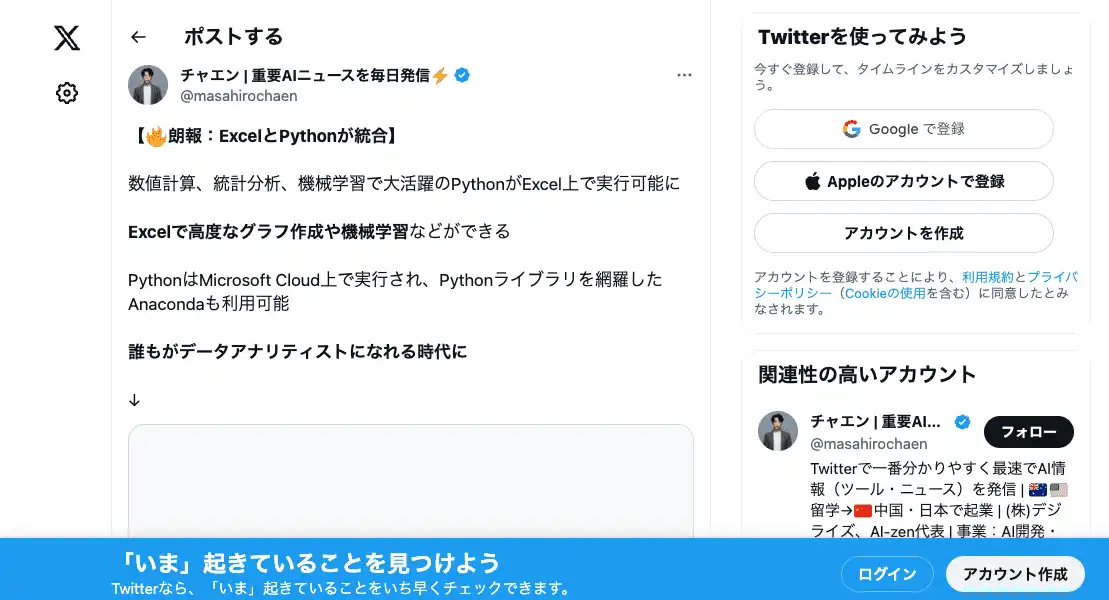 ポストする
チャエン | 重要AIニュースを毎日発信⚡
@masahirochaen
【🔥朗報：ExcelとPythonが統合】
数値計算、統計分析、機械学習で大活躍のPythonがExcel上で実行可能に
Excelで高度なグラフ作成や機械学習などができる
PythonはMicrosoft Cloud上で実行され、Pythonライブラリを網羅した
Anacondaも利用可能
誰もがデータアナリティストになれる時代に
↓
Twitterを使ってみよう
今すぐ登録して、タイムラインをカスタマイズしましょ
う。
Google で登録
Appleのアカウントで登録
アカウントを作成
アカウントを登録することにより、利用規約とプライバ
シーポリシー（Cookieの使用を含む）に同意したとみ
なされます。
関連性の高いアカウント
チャエン | 重要AI...
@masahirochaen
フォロー
Twitterで一番分かりやすく最速でAI情
報（ツール・ニュース）を発信 | 🇦🇺🇺🇸
留学→🇨🇳中国・日本で起業 | (株)デジ
ライズ、AI-zen代表 | 事業：AI開発・
「いま」起きていることを見つけよう
Twitterなら、「いま」起きていることをいち早くチェックできます。
ログイン
アカウント作成